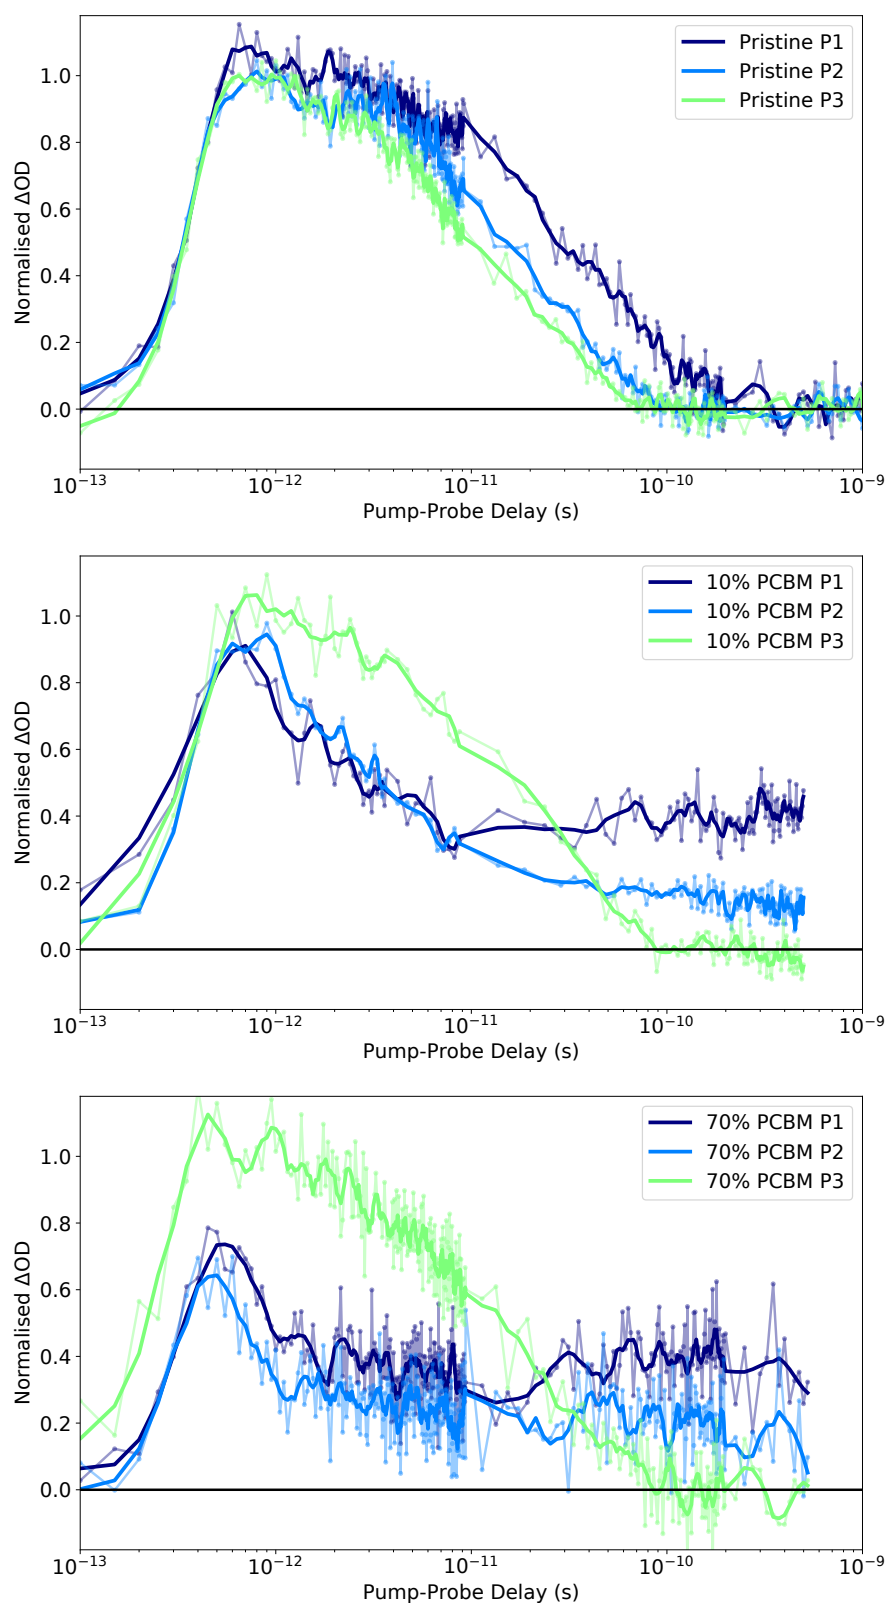 Pristine P1
Pristine P2
Pristine P3
Normalised ΔOD
1.0
0.8
0.6
0.4
0.2
0.0
10⁻¹³ 10⁻¹² 10⁻¹¹ 10⁻¹⁰ 10⁻⁹
Pump-Probe Delay (s)
10% PCBM P1
10% PCBM P2
10% PCBM P3
Normalised ΔOD
1.0
0.8
0.6
0.4
0.2
0.0
10⁻¹³ 10⁻¹² 10⁻¹¹ 10⁻¹⁰ 10⁻⁹
Pump-Probe Delay (s)
70% PCBM P1
70% PCBM P2
70% PCBM P3
Normalised ΔOD
1.0
0.8
0.6
0.4
0.2
0.0
10⁻¹³ 10⁻¹² 10⁻¹¹ 10⁻¹⁰ 10⁻⁹
Pump-Probe Delay (s)